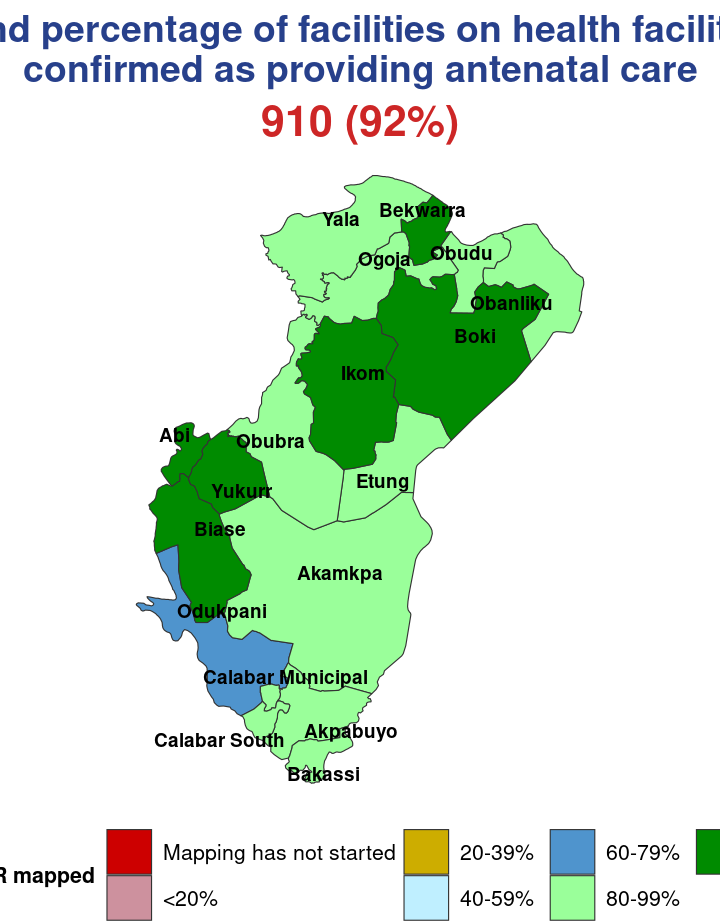 percentage of facilities on health
confirmed as providing antenatal care
910 (92%)
Yala
Bekwarra
Ogoja
Obudu
Obanliku
Boki
Ikom
Abi
Obubra
Yukurr
Etung
Biase
Akamkpa
Odukpani
Calabar Municipal
Akpabuyo
Calabar South
Bakassi
Mapping has not started
20-39%
60-79%
R mapped
<20%
40-59%
80-99%